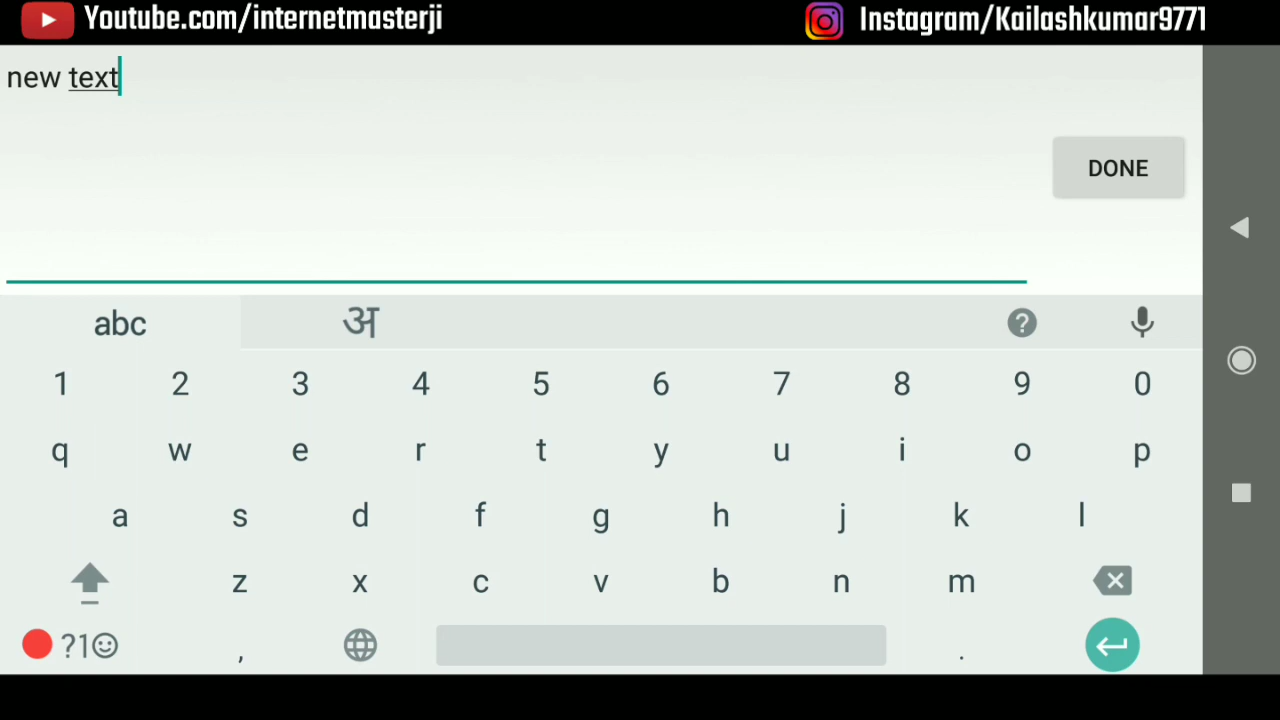 Youtube.com/internetmasterji
Instagram/Kailashkumar9771
new text
DONE
abc अ ?
1 2 3 4 5 6 7 8 9 0
q w e r t y u i o p
a s d f g h j k l
z x c v b n m
?1☺ , .